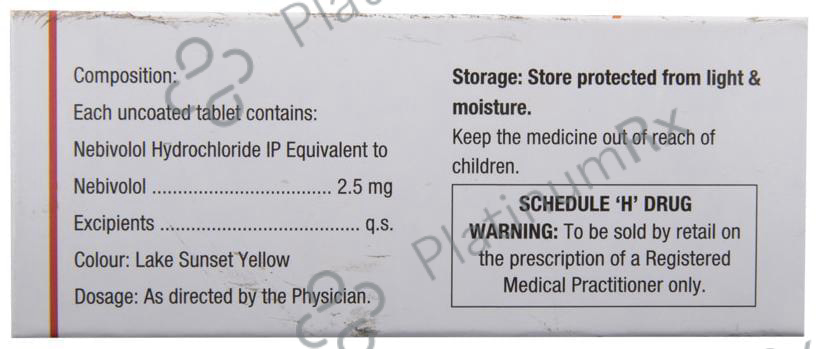 Composition:
Each uncoated tablet contains:
Nebivolol Hydrochloride IP Equivalent to
Nebivolol .................................. 2.5 mg
Excipients ..................................... q.s.
Colour: Lake Sunset Yellow
Dosage: As directed by the Physician.
Storage: Store protected from light &
moisture.
Keep the medicine out of reach of
children.
SCHEDULE 'H' DRUG
WARNING: To be sold by retail on
the prescription of a Registered
Medical Practitioner only.
PlatinumRx